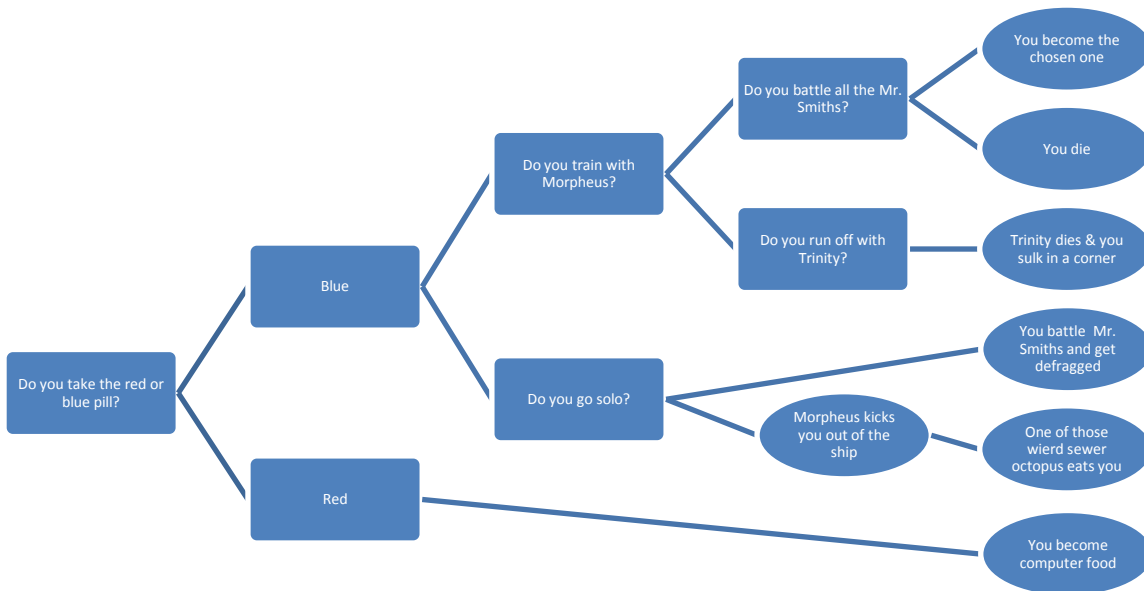 Do you take the red or
blue pill?
Blue
Red
Do you train with
Morpheus?
Do you go solo?
Do you battle all the Mr.
Smiths?
Do you run off with
Trinity?
Morpheus kicks
you out of the
ship
You become the
chosen one
You die
Trinity dies & you
sulk in a corner
You battle  Mr.
Smiths and get
defragged
One of those
wierd sewer
octopus eats you
You become
computer food